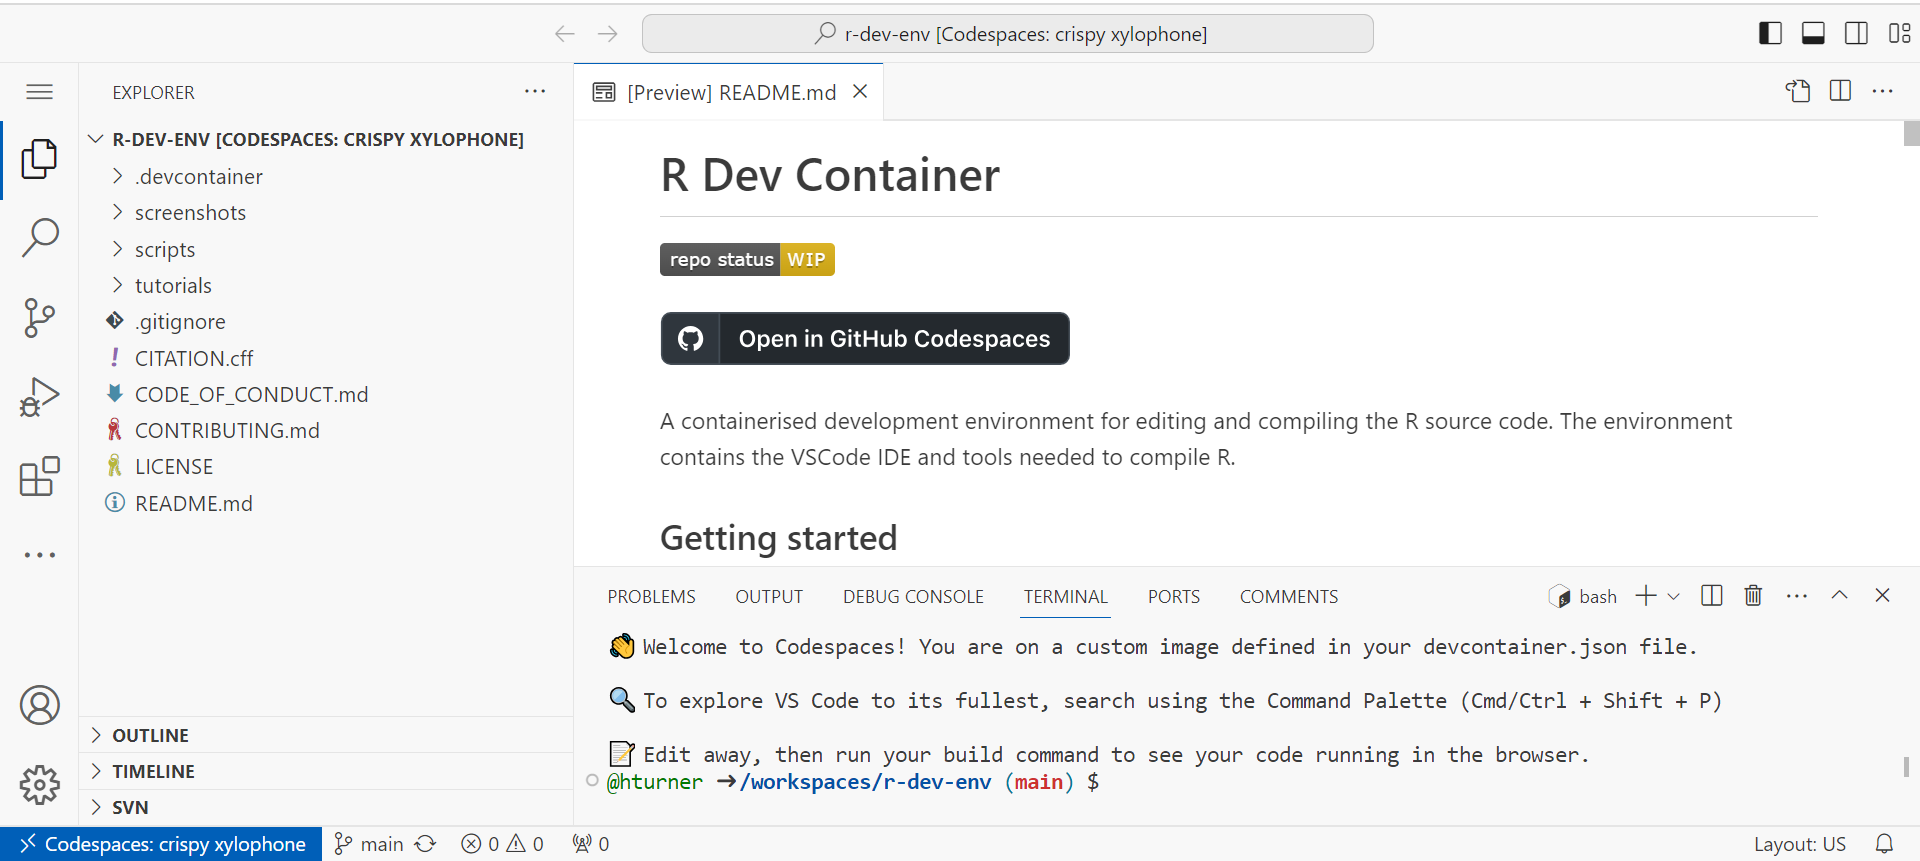 r-dev-env [Codespaces: crispy xylophone]
EXPLORER
R-DEV-ENV [CODESPACES: CRISPY XYLOPHONE]
.devcontainer
screenshots
scripts
tutorials
.gitignore
CITATION.cff
CODE_OF_CONDUCT.md
CONTRIBUTING.md
LICENSE
README.md
OUTLINE
TIMELINE
SVN
[Preview] README.md
R Dev Container
repo status WIP
Open in GitHub Codespaces
A containerised development environment for editing and compiling the R source code. The environment
contains the VSCode IDE and tools needed to compile R.
Getting started
PROBLEMS OUTPUT DEBUG CONSOLE TERMINAL PORTS COMMENTS bash
👋 Welcome to Codespaces! You are on a custom image defined in your devcontainer.json file.
🔍 To explore VS Code to its fullest, search using the Command Palette (Cmd/Ctrl + Shift + P)
📝 Edit away, then run your build command to see your code running in the browser.
@hturner ➜/workspaces/r-dev-env (main) $
Codespaces: crispy xylophone main 0 0 0 Layout: US